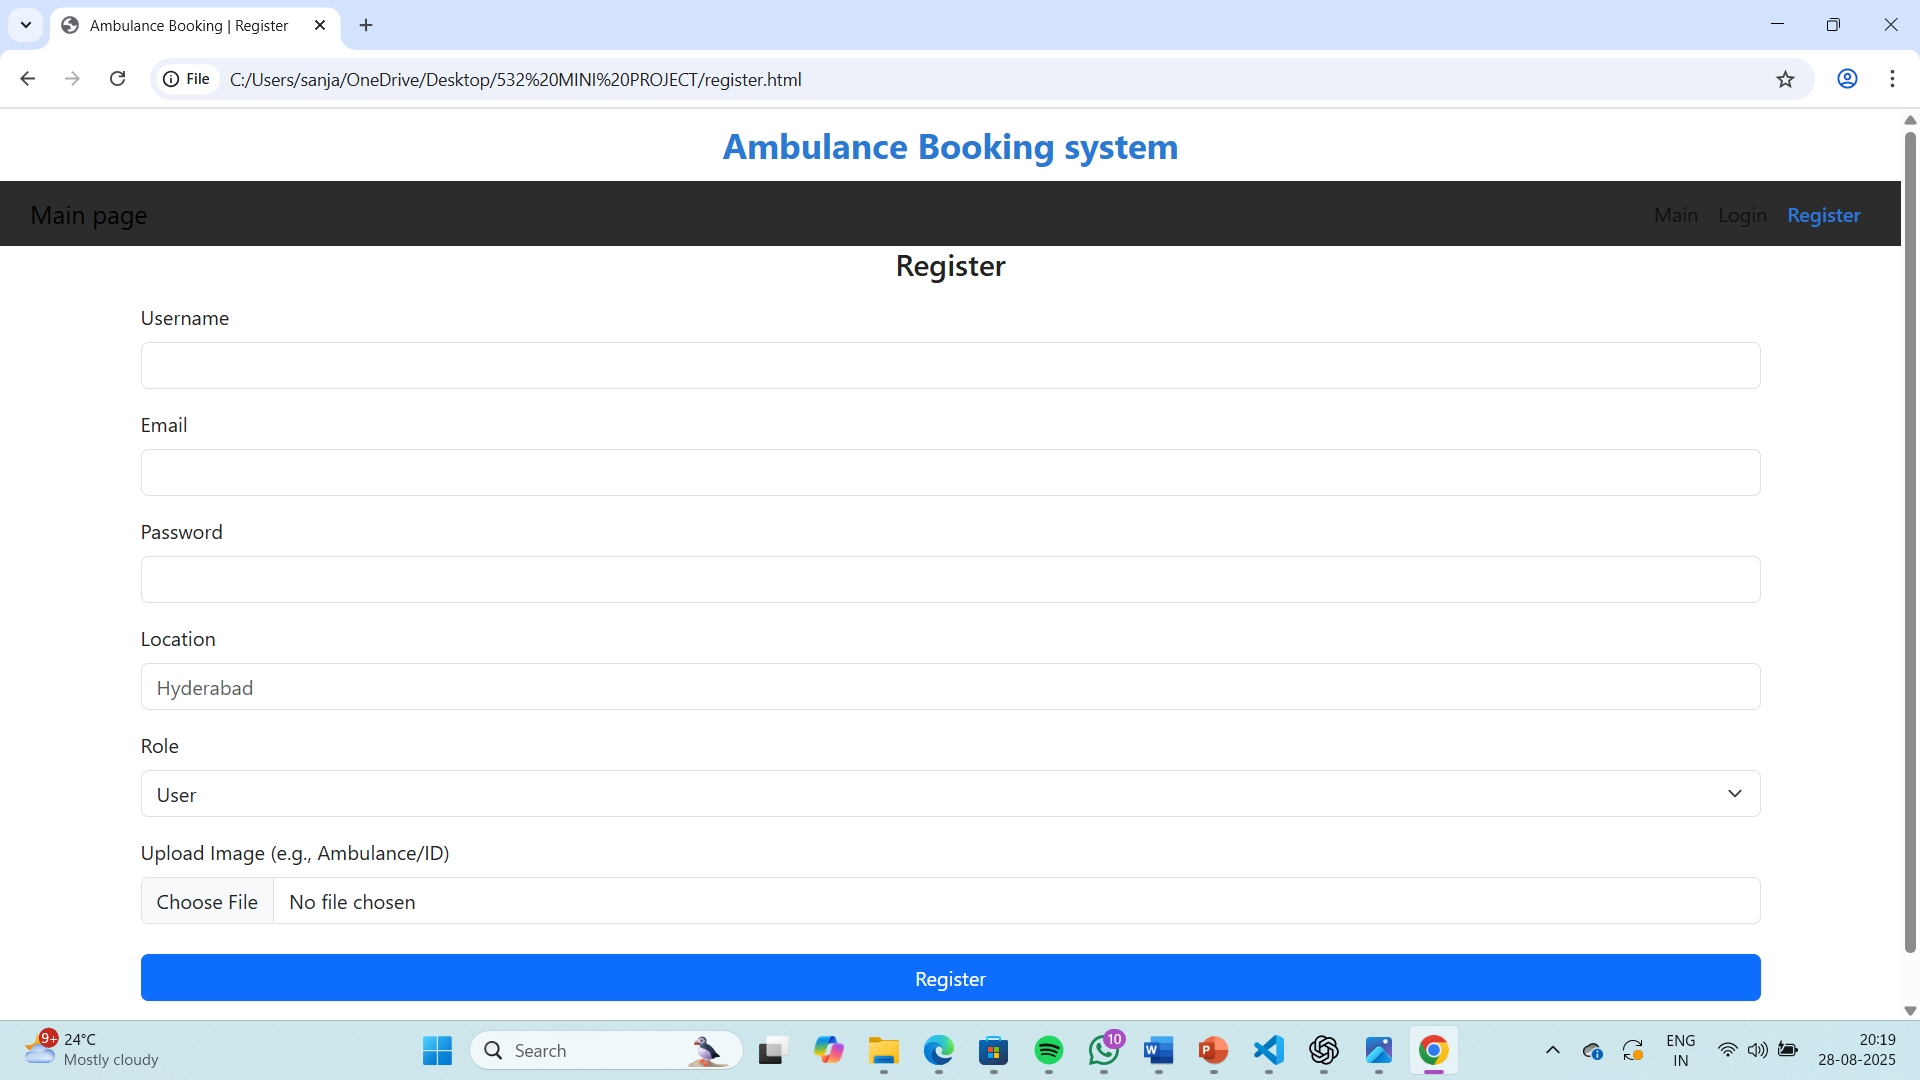 Ambulance Booking | Register
File
C:/Users/sanja/OneDrive/Desktop/532%20MINI%20PROJECT/register.html
Ambulance Booking system
Main page
Main Login Register
Register
Username
Email
Password
Location
Hyderabad
Role
User
Upload Image (e.g., Ambulance/ID)
Choose File No file chosen
Register
9+ 24°C
Mostly cloudy
Search
10
W
P
ENG
IN
20:19
28-08-2025